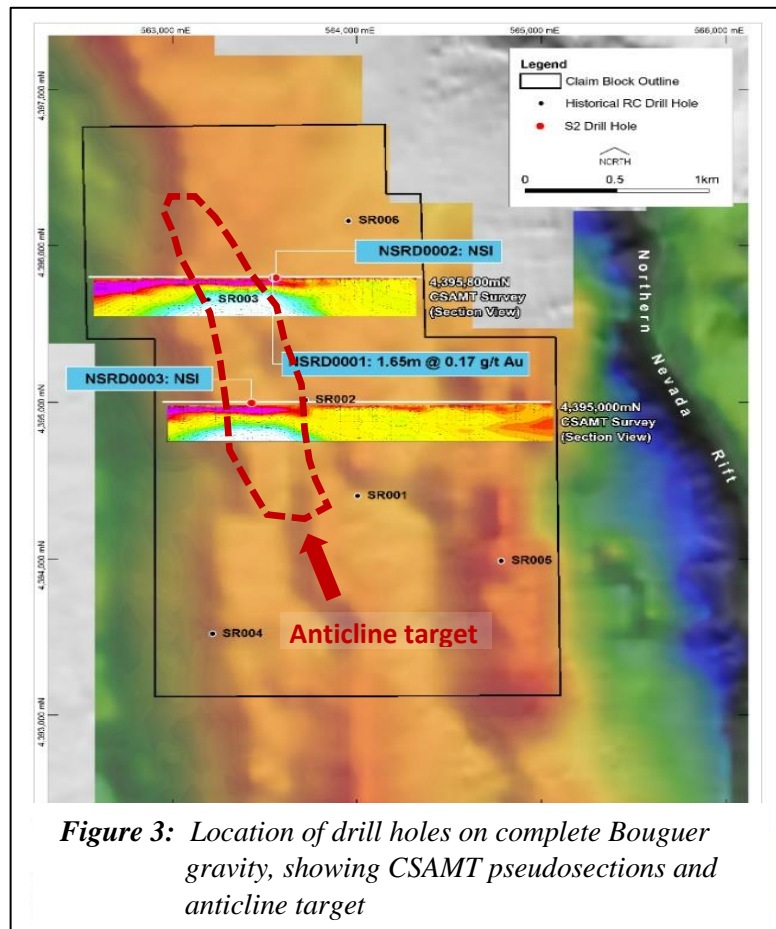 563,000 mE
564,000 mE
565,000 mE
566,000 mE
4,397,000 mN
Legend
Claim Block Outline
Historical RC Drill Hole
S2 Drill Hole
NORTH
0 0.5 1km
SR006
4,396,000 mN
NSRD0002: NSI
4,395,800mN
CSAMT Survey
(Section View)
SR003
Northern Nevada Rift
NSRD0001: 1.65m @ 0.17 g/t Au
NSRD0003: NSI
SR002
4,395,000 mN
4,395,000mN
CSAMT Survey
(Section View)
SR001
4,394,000 mN
SR005
Anticline target
SR004
4,393,000 mN
Figure 3: Location of drill holes on complete Bouguer
gravity, showing CSAMT pseudosections and
anticline target